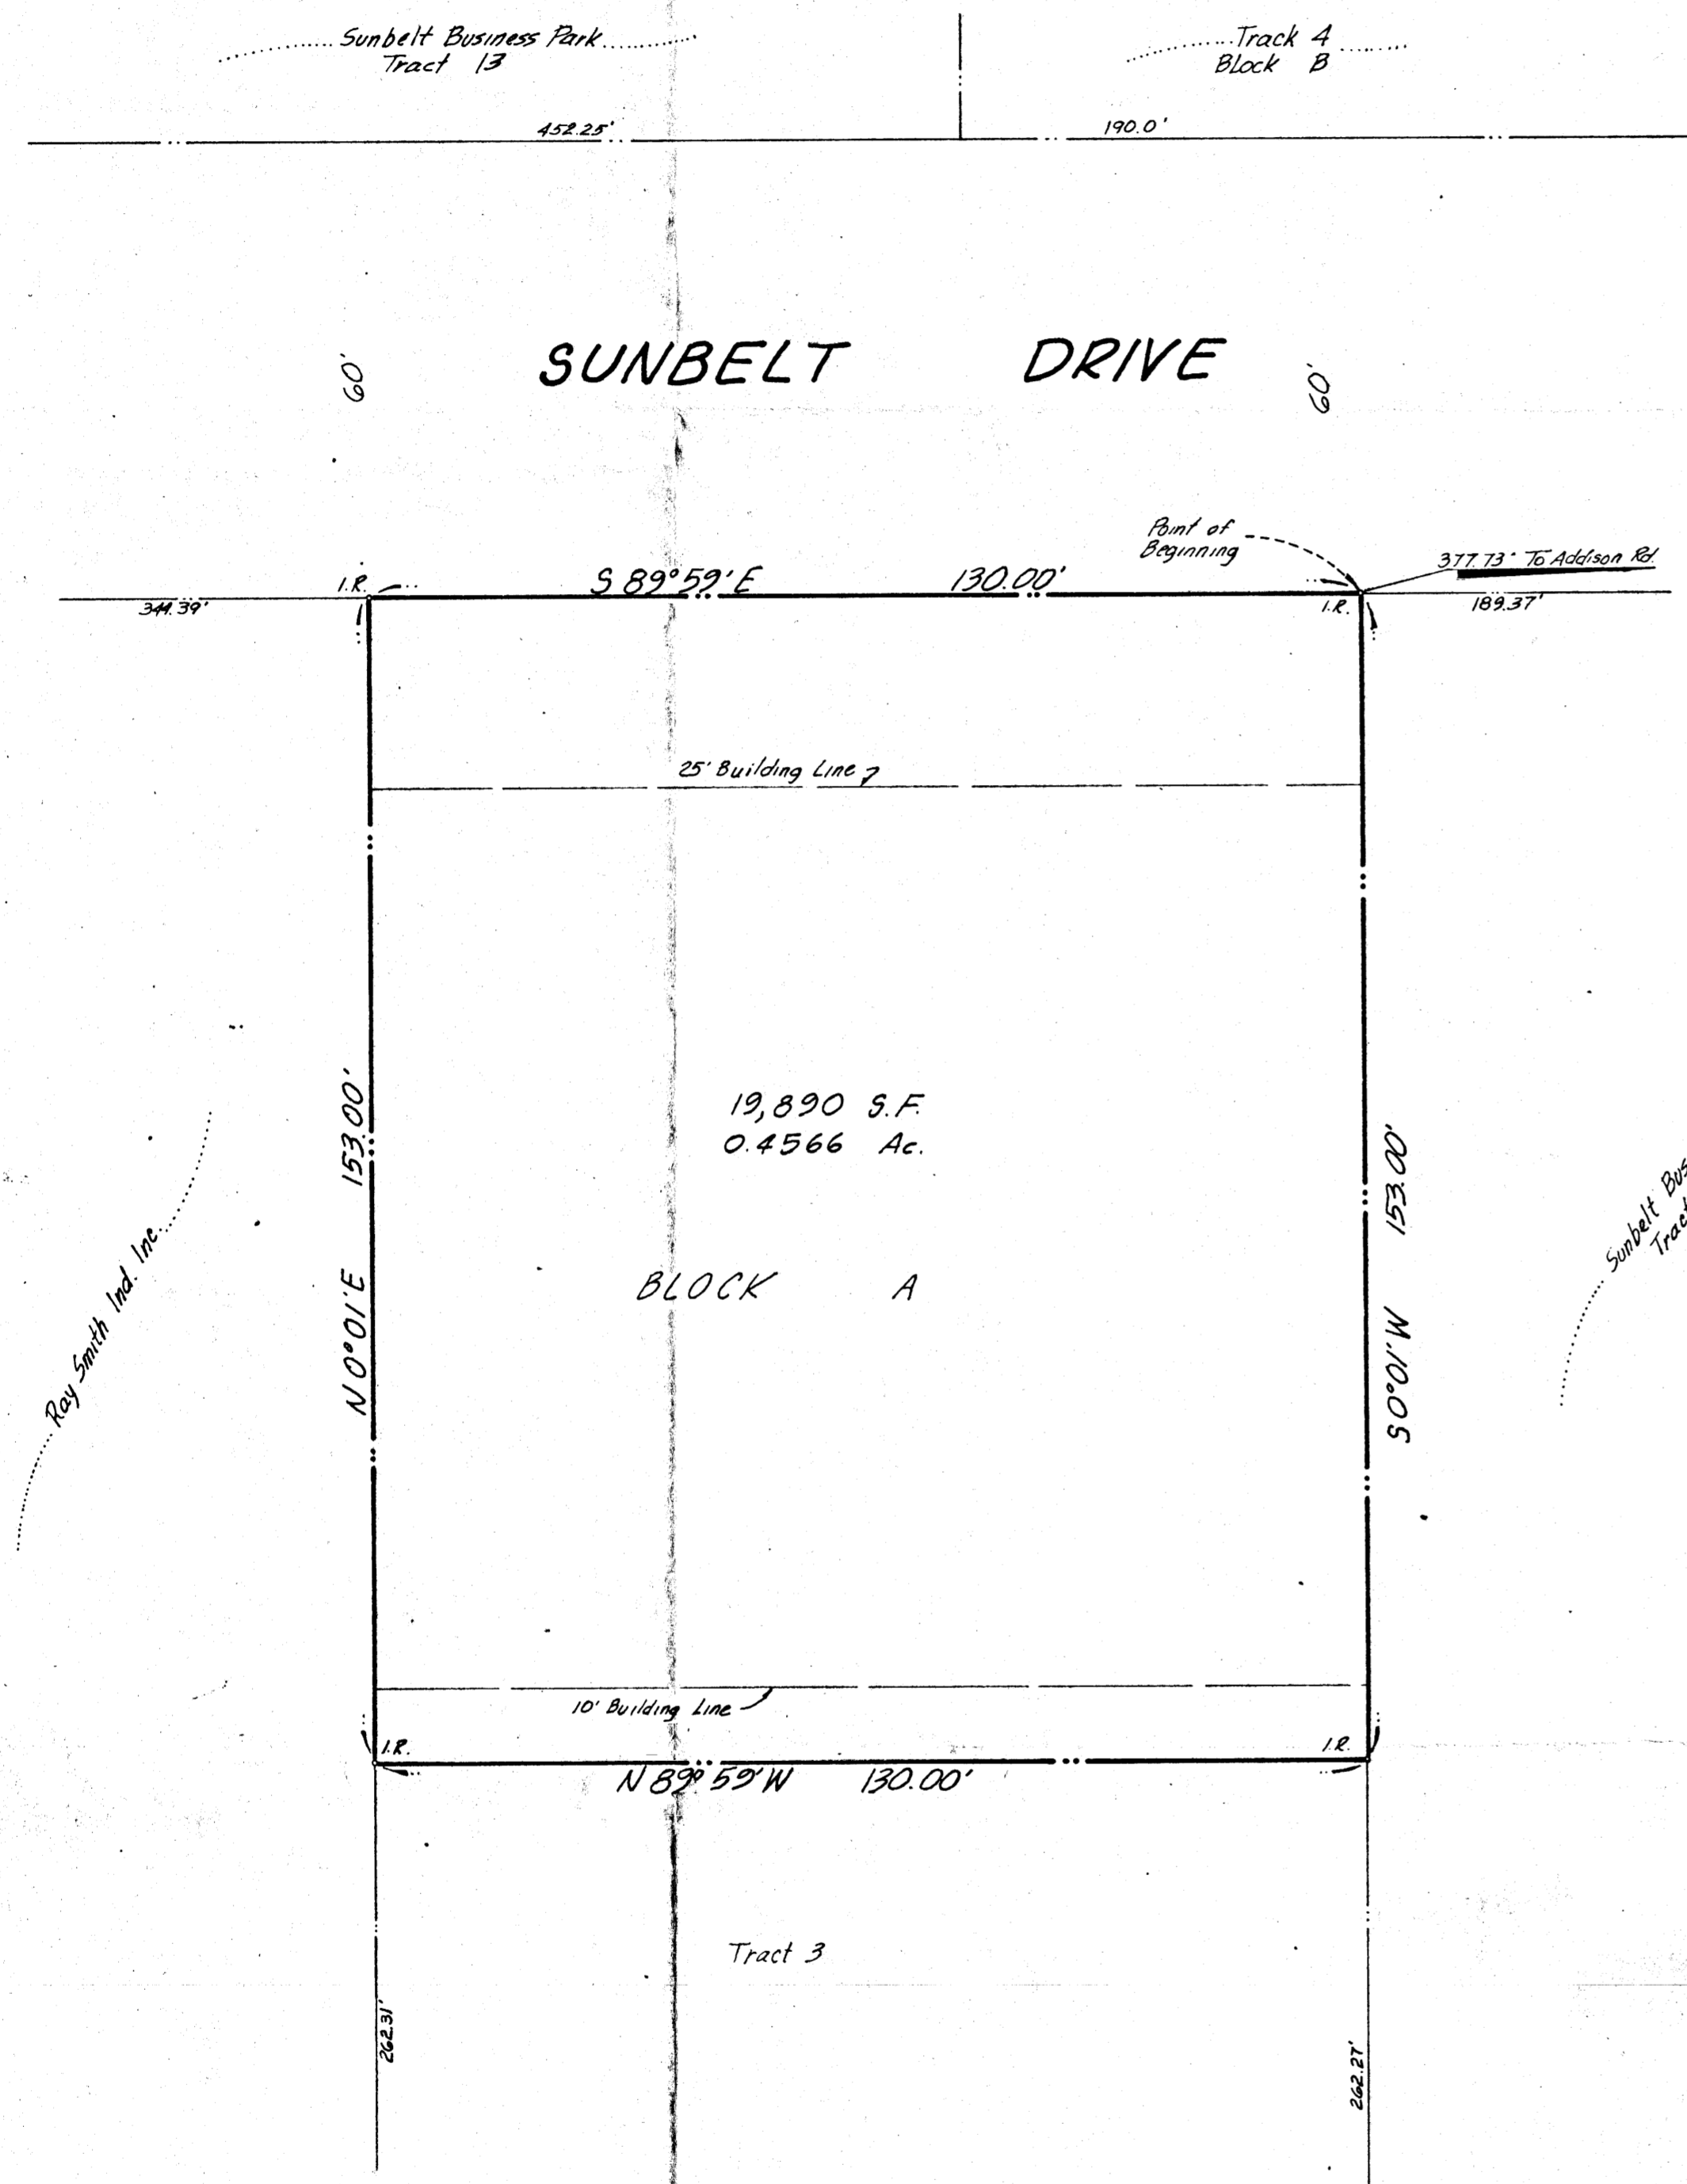 Sunbelt Business Park
Tract 13
Track 4
Block B
452.25'
190.0'
60'
SUNBELT DRIVE
60'
Point of
Beginning
377.73' To Addison Rd.
I.R.
S 89°59'E 130.00'
I.R.
344.39'
189.37'
25' Building Line
19,890 S.F.
0.4566 Ac.
N 0°01'E 153.00'
153.00' S0°01'W
Ray Smith Ind. Inc.
Sunbelt Bus
Tract
BLOCK A
10' Building Line
I.R.
I.R.
N 89°59'W 130.00'
Tract 3
262.31'
262.27'